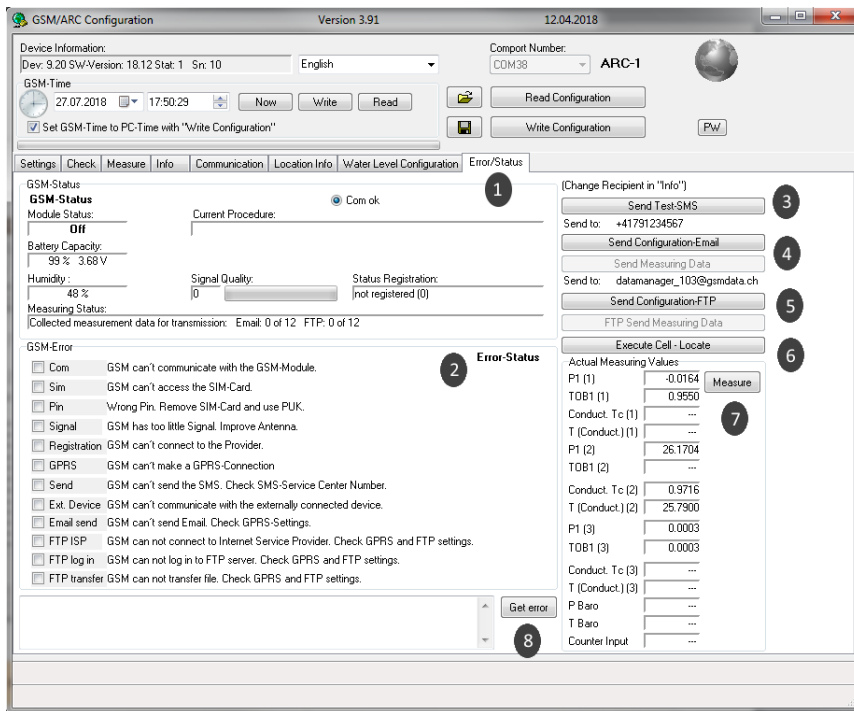 GSM/ARC Configuration Version 3.91 12.04.2018
Device Information:
Dev: 9.20 SW-Version: 18.12 Stat: 1 Sn: 10
English
Comport Number:
COM38
ARC-1
GSM-Time
27.07.2018
17:50:29
Now
Write
Read
Set GSM-Time to PC-Time with "Write Configuration"
Read Configuration
Write Configuration
PW
Settings Check Measure Info Communication Location Info Water Level Configuration Error/Status
GSM-Status
GSM-Status
Com ok
1
Module Status:
Off
Current Procedure:
Battery Capacity:
99 % 3.68 V
Humidity :
48 %
Signal Quality:
0
Status Registration:
not registered (0)
Measuring Status:
Collected measurement data for transmission: Email: 0 of 12 FTP: 0 of 12
GSM-Error
2
Error-Status
Com GSM can´t communicate with the GSM-Module.
Sim GSM can´t access the SIM-Card.
Pin Wrong Pin. Remove SIM-Card and use PUK.
Signal GSM has too little Signal. Improve Antenna.
Registration GSM can´t connect to the Provider.
GPRS GSM can't make a GPRS-Connection
Send GSM can´t send the SMS. Check SMS-Service Center Number.
Ext. Device GSM can´t communicate with the externally connected device.
Email send GSM can´t send Email. Check GPRS-Settings.
FTP ISP GSM can not connect to Internet Service Provider. Check GPRS and FTP settings.
FTP log in GSM can not log in to FTP server. Check GPRS and FTP settings.
FTP transfer GSM can not transfer file. Check GPRS and FTP settings.
Get error
8
(Change Recipient in "Info")
Send Test-SMS
3
Send to: +41791234567
Send Configuration-Email
4
Send Measuring Data
Send to: datamanager_103@gsmdata.ch
Send Configuration-FTP
5
FTP Send Measuring Data
Execute Cell - Locate
6
Actual Measuring Values
P1 (1) -0.0164
Measure
7
TOB1 (1) 0.9550
Conduct. Tc (1) ---
T (Conduct.) (1) ---
P1 (2) 26.1704
TOB1 (2) ---
Conduct. Tc (2) 0.9716
T (Conduct.) (2) 25.7900
P1 (3) 0.0003
TOB1 (3) 0.0003
Conduct. Tc (3) ---
T (Conduct.) (3) ---
P Baro ---
T Baro ---
Counter Input ---